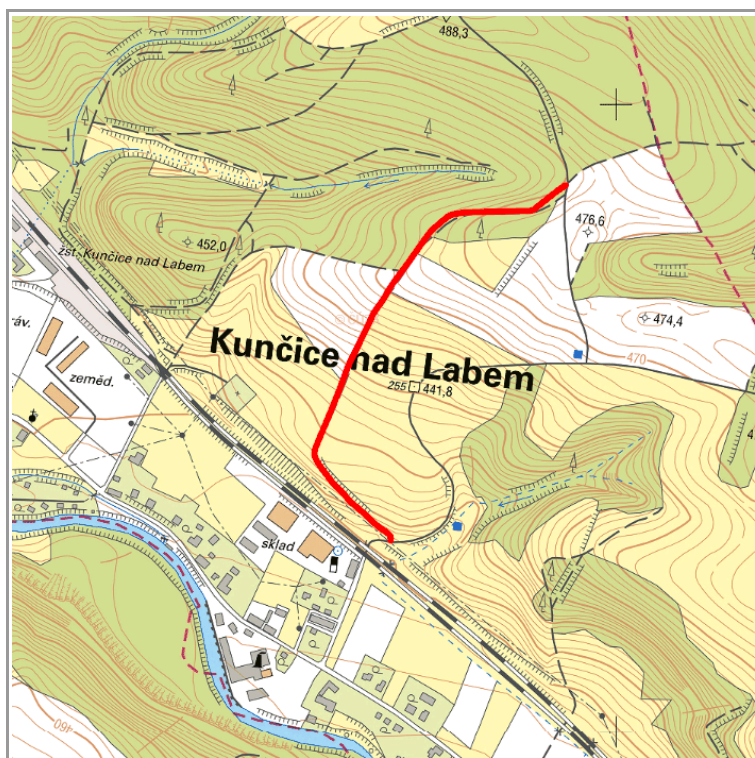 488,3
476,6
452,0
žst. Kunčice nad Labem
474,4
Kunčice nad Labem
470
ráv.
zeměd.
255
441,8
sklad
460